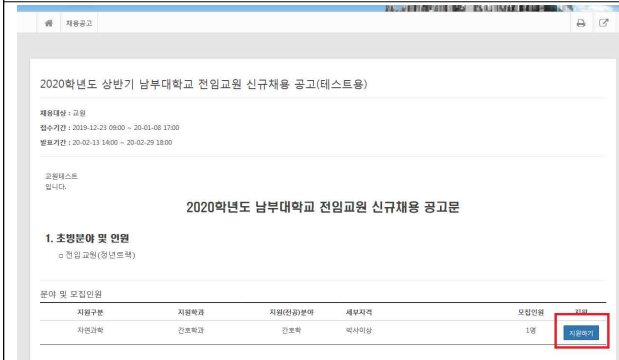 채용공고
2020학년도 상반기 남부대학교 전임교원 신규채용 공고(테스트용)
채용대상 : 교원
접수기간 : 2019-12-23 09:00 ~ 20-01-08 17:00
발표기간 : 20-02-13 14:00 ~ 20-02-29 18:00
교원테스트
입니다.
2020학년도 남부대학교 전임교원 신규채용 공고문
1. 초빙분야 및 인원
□ 전임교원(정년트랙)
분야 및 모집인원
지원구분 지원학과 지원(전공)분야 세부자격 모집인원 지원
자연과학 간호학과 간호학 박사이상 1명 지원하기